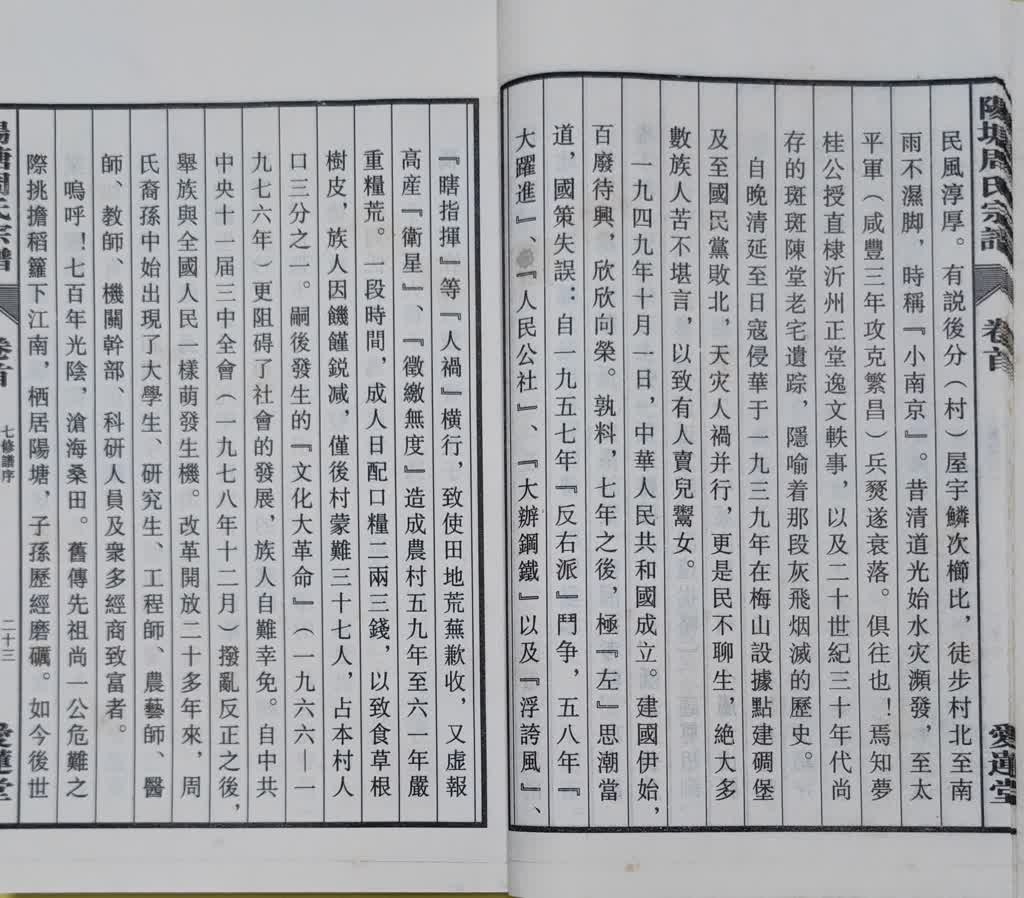 陽塘周氏宗譜 卷首 愛蓮堂
民風淳厚。有説後分（村）屋宇鱗次櫛比，徒步村北至南
雨不濕脚，時稱『小南京』。昔清道光始水灾瀕發，至太
平軍（咸豐三年攻克繁昌）兵燹遂衰落。俱往也！焉知夢
桂公授直棣沂州正堂逸文軼事，以及二十世紀三十年代尚
存的斑斑陳堂老宅遺踪，隱喻着那段灰飛烟滅的歷史。
自晚清延至日寇侵華于一九三九年在梅山設據點建碉堡
及至國民黨敗北，天灾人禍并行，更是民不聊生，絶大多
數族人苦不堪言，以致有人賣兒鬻女。
一九四九年十月一日，中華人民共和國成立。建國伊始，
百廢待興，欣欣向榮。孰料，七年之後，極『左』思潮當
道，國策失誤：自一九五七年『反右派』鬥争，五八年『
大躍進』、『人民公社』、『大辦鋼鐵』以及『浮誇風』、
『瞎指揮』等『人禍』橫行，致使田地荒蕪歉收，又虚報
高産『衛星』、『徵繳無度』造成農村五九年至六一年嚴
重糧荒。一段時間，成人日配口糧二兩三錢，以致食草根
樹皮，族人因饑饉鋭减，僅後村蒙難三十七人，占本村人
口三分之一。嗣後發生的『文化大革命』（一九六六—一
九七六年）更阻碍了社會的發展，族人自難幸免。自中共
中央十一届三中全會（一九七八年十二月）撥亂反正之後，
舉族與全國人民一樣萌發生機。改革開放二十多年來，周
氏裔孫中始出現了大學生、研究生、工程師、農藝師、醫
師、教師、機關幹部、科研人員及衆多經商致富者。
嗚呼！七百年光陰，滄海桑田。舊傳先祖尚一公危難之
際挑擔稻籮下江南，栖居陽塘，子孫歷經磨礪。如今後世
陽塘周氏宗譜 卷首 七修譜序 二十三 愛蓮堂